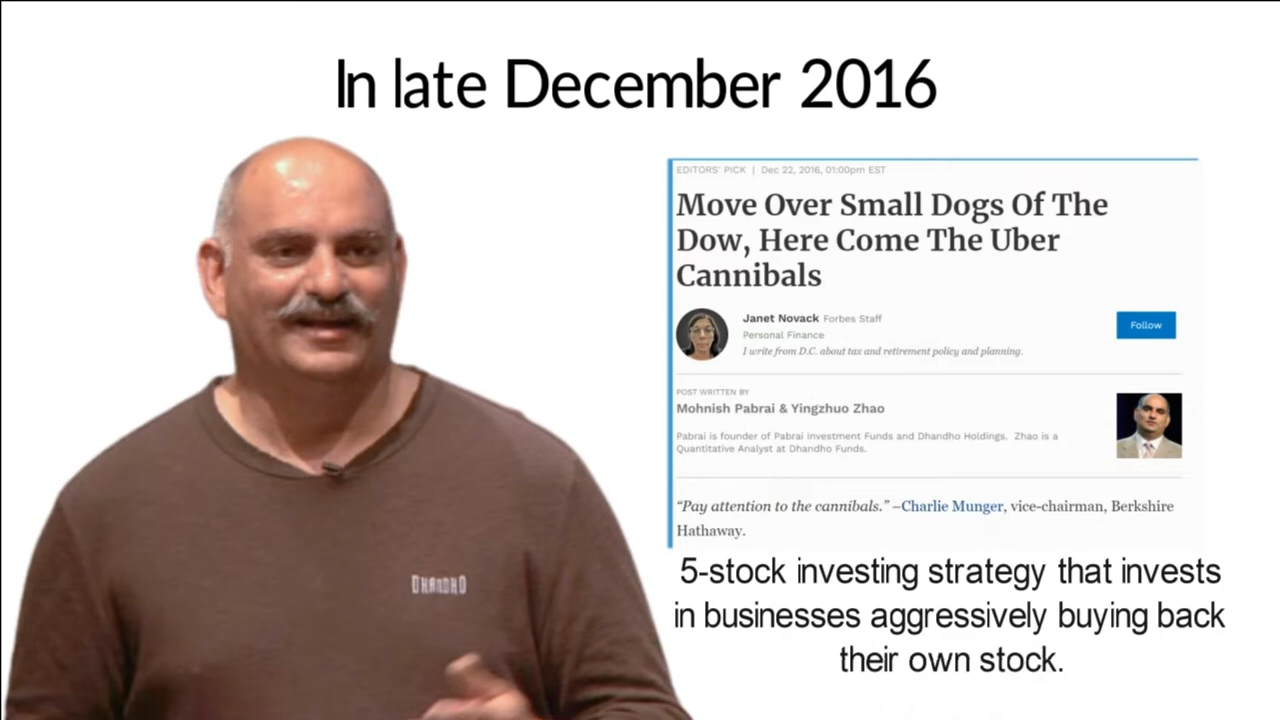 In late December 2016
EDITORS' PICK | Dec 22, 2016, 01:00pm EST
Move Over Small Dogs Of The
Dow, Here Come The Uber
Cannibals
Janet Novack Forbes Staff
Personal Finance
I write from D.C. about tax and retirement policy and planning.
Follow
POST WRITTEN BY
Mohnish Pabrai & Yingzhuo Zhao
Pabrai is founder of Pabrai Investment Funds and Dhandho Holdings. Zhao is a
Quantitative Analyst at Dhandho Funds.
“Pay attention to the cannibals.” –Charlie Munger, vice-chairman, Berkshire
Hathaway.
DHANDHO
5-stock investing strategy that invests
in businesses aggressively buying back
their own stock.